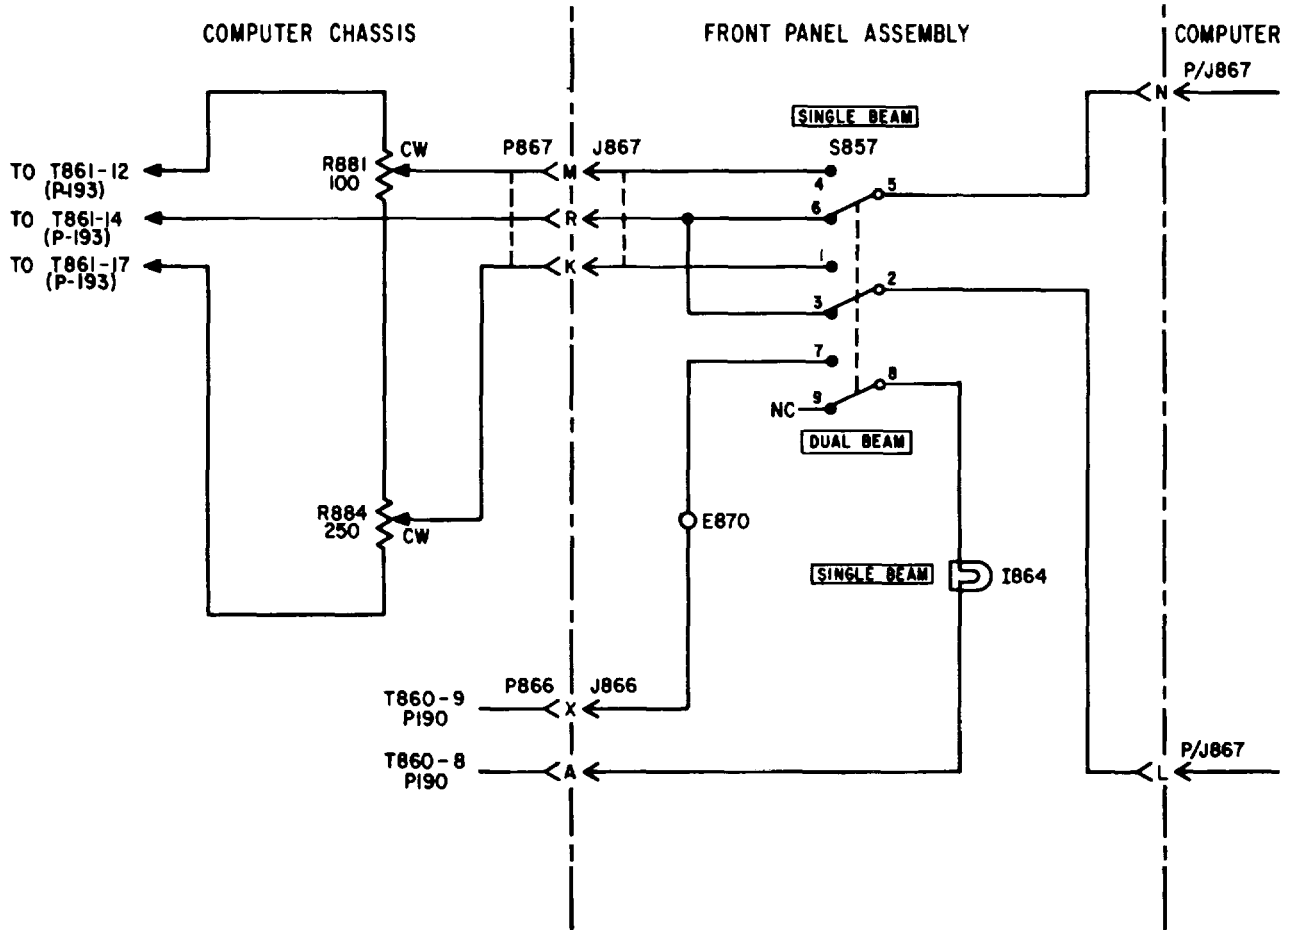 COMPUTER CHASSIS
FRONT PANEL ASSEMBLY
COMPUTER
P/J867
N
SINGLE BEAM
CW
P867
J867
S857
TO T861-12
(P-193)
R881
100
M
4
5
TO T861-14
(P-193)
R
6
TO T861-17
(P-193)
K
1
2
3
7
8
NC
9
DUAL BEAM
R884
250
CW
E870
SINGLE BEAM
I864
T860-9
P190
P866
J866
X
T860-8
P190
A
P/J867
L